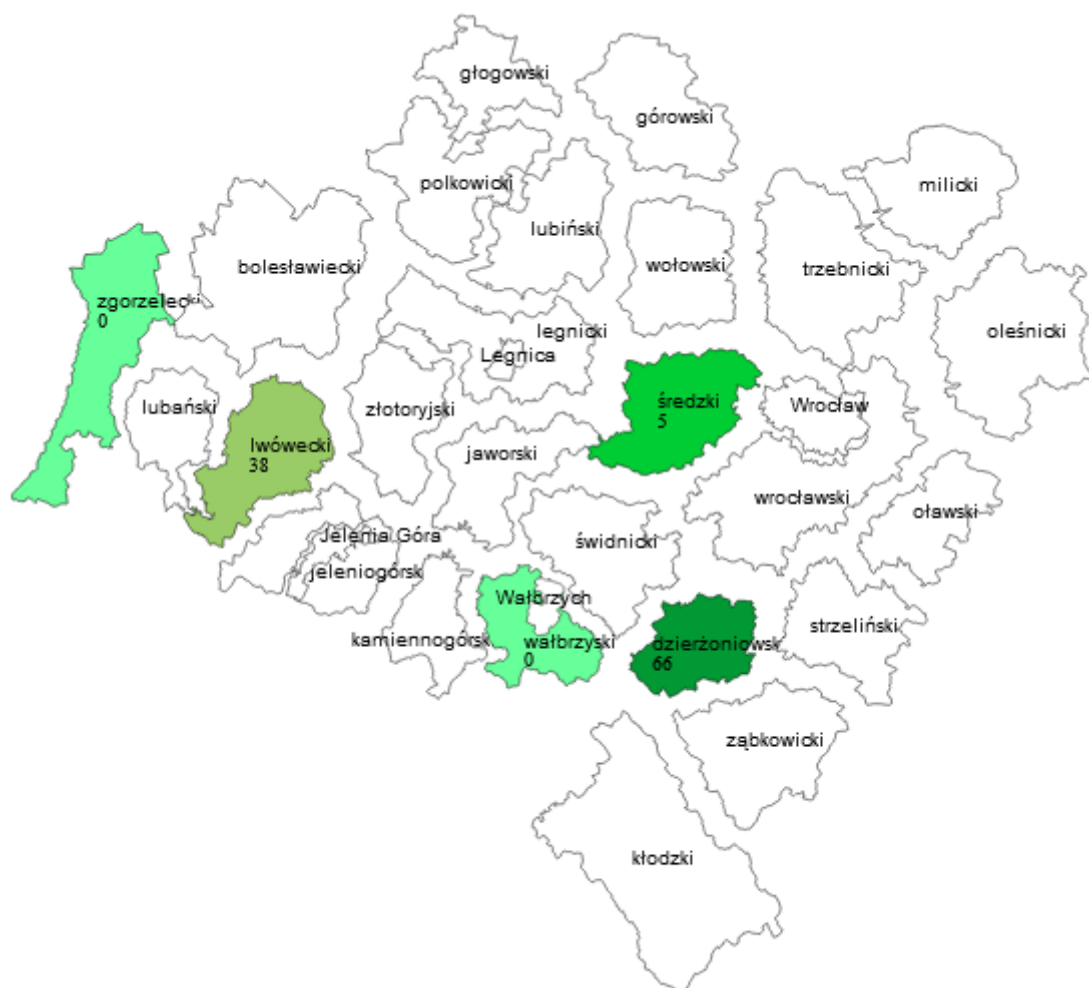 głogowski
górowski
milicki
polkowicki
lubiński
bolesławiecki
wołowski
trzebnicki
zgorzelecki
0
legnicki
oleśnicki
Legnica
lubański
złotoryjski
średzki
5
Wrocław
lwówecki
38
jaworski
wrocławski
oławski
Jelenia Góra
świdnicki
jeleniogórsk
Wałbrzych
strzeliński
kamiennogórsk
wałbrzyski
0
dzierżoniowsk
66
ząbkowicki
kłodzki